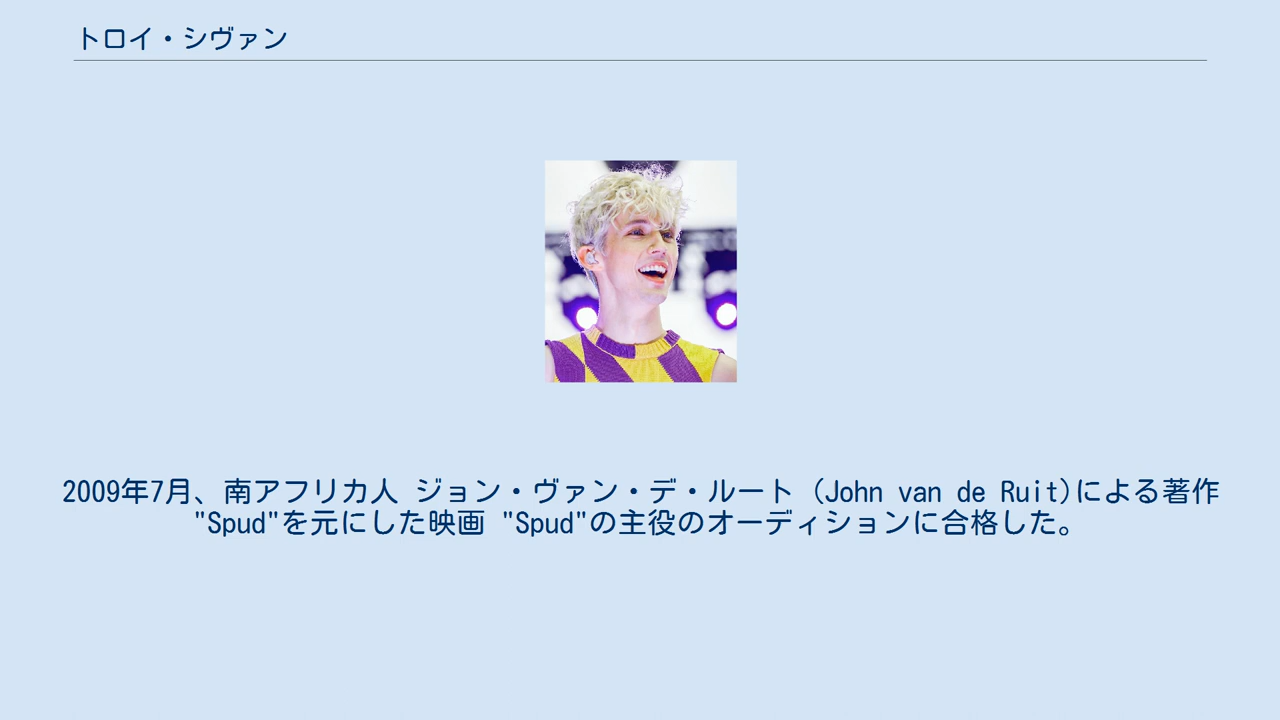 トロイ・シヴァン
2009年7月、南アフリカ人 ジョン・ヴァン・デ・ルート (John van de Ruit)による著作
"Spud"を元にした映画 "Spud"の主役のオーディションに合格した。